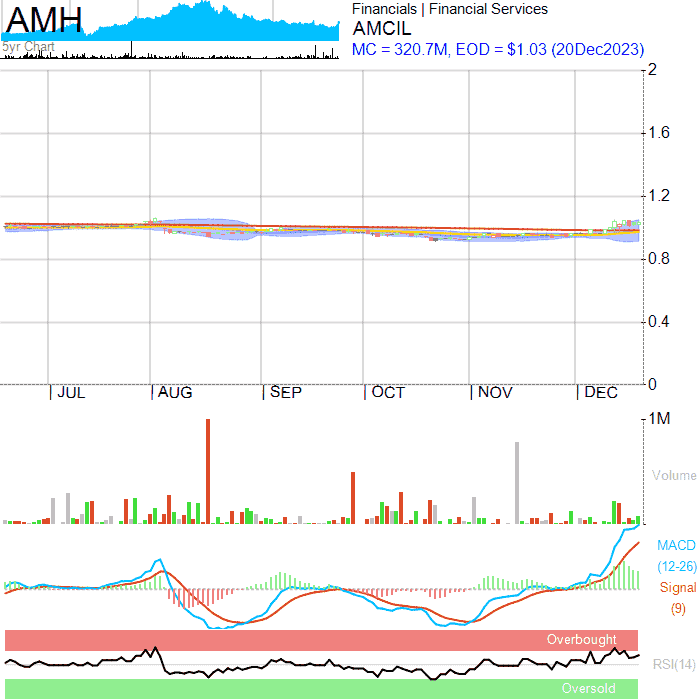 AMH
5yr Chart
Financials | Financial Services
AMCIL
MC = 320.7M, EOD = $1.03 (20Dec2023)
2
1.6
1.2
0.8
0.4
0
JUL AUG SEP OCT NOV DEC
1M
Volume
MACD
(12-26)
Signal
(9)
Overbought
RSI(14)
Oversold